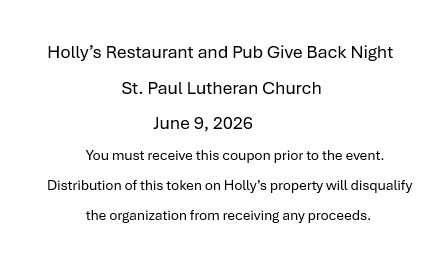 Holly’s Restaurant and Pub Give Back Night
St. Paul Lutheran Church
June 9, 2026
You must receive this coupon prior to the event.
Distribution of this token on Holly’s property will disqualify
the organization from receiving any proceeds.